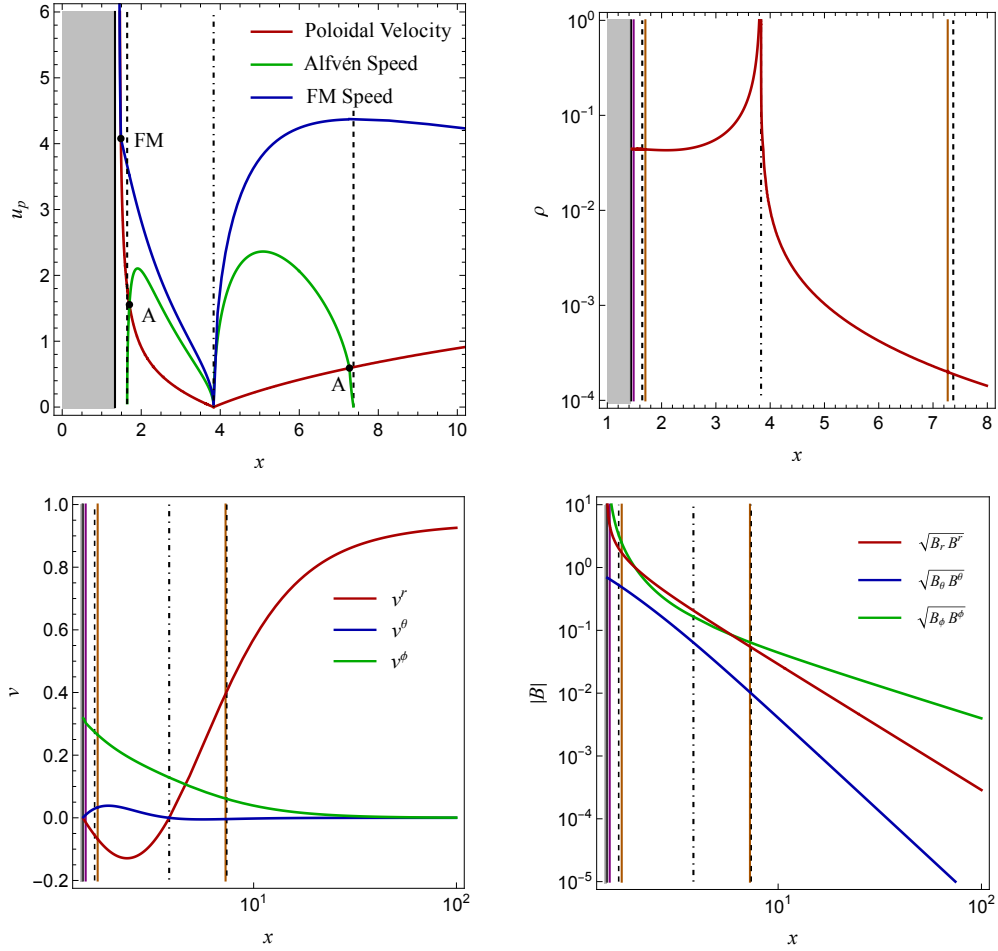 6
5
4
3
2
1
0
u_p
Poloidal Velocity
Alfvén Speed
FM Speed
FM
A
A
0 2 4 6 8 10
x
10^0
10^-1
10^-2
10^-3
10^-4
ρ
1 2 3 4 5 6 7 8
x
1.0
0.8
0.6
0.4
0.2
0.0
-0.2
v
v^r
v^θ
v^ϕ
10^1 10^2
x
10^1
10^0
10^-1
10^-2
10^-3
10^-4
10^-5
|B|
√B_r B^r
√B_θ B^θ
√B_ϕ B^ϕ
10^1 10^2
x